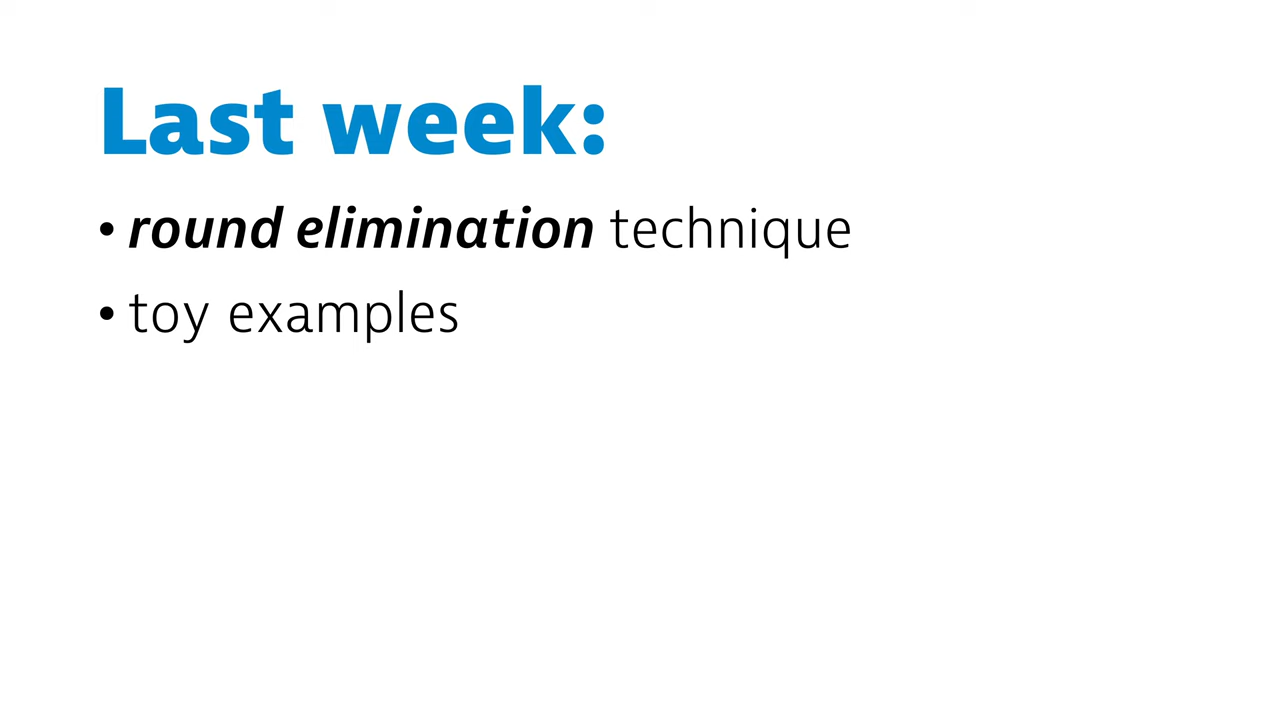 Last week:
• round elimination technique
• toy examples